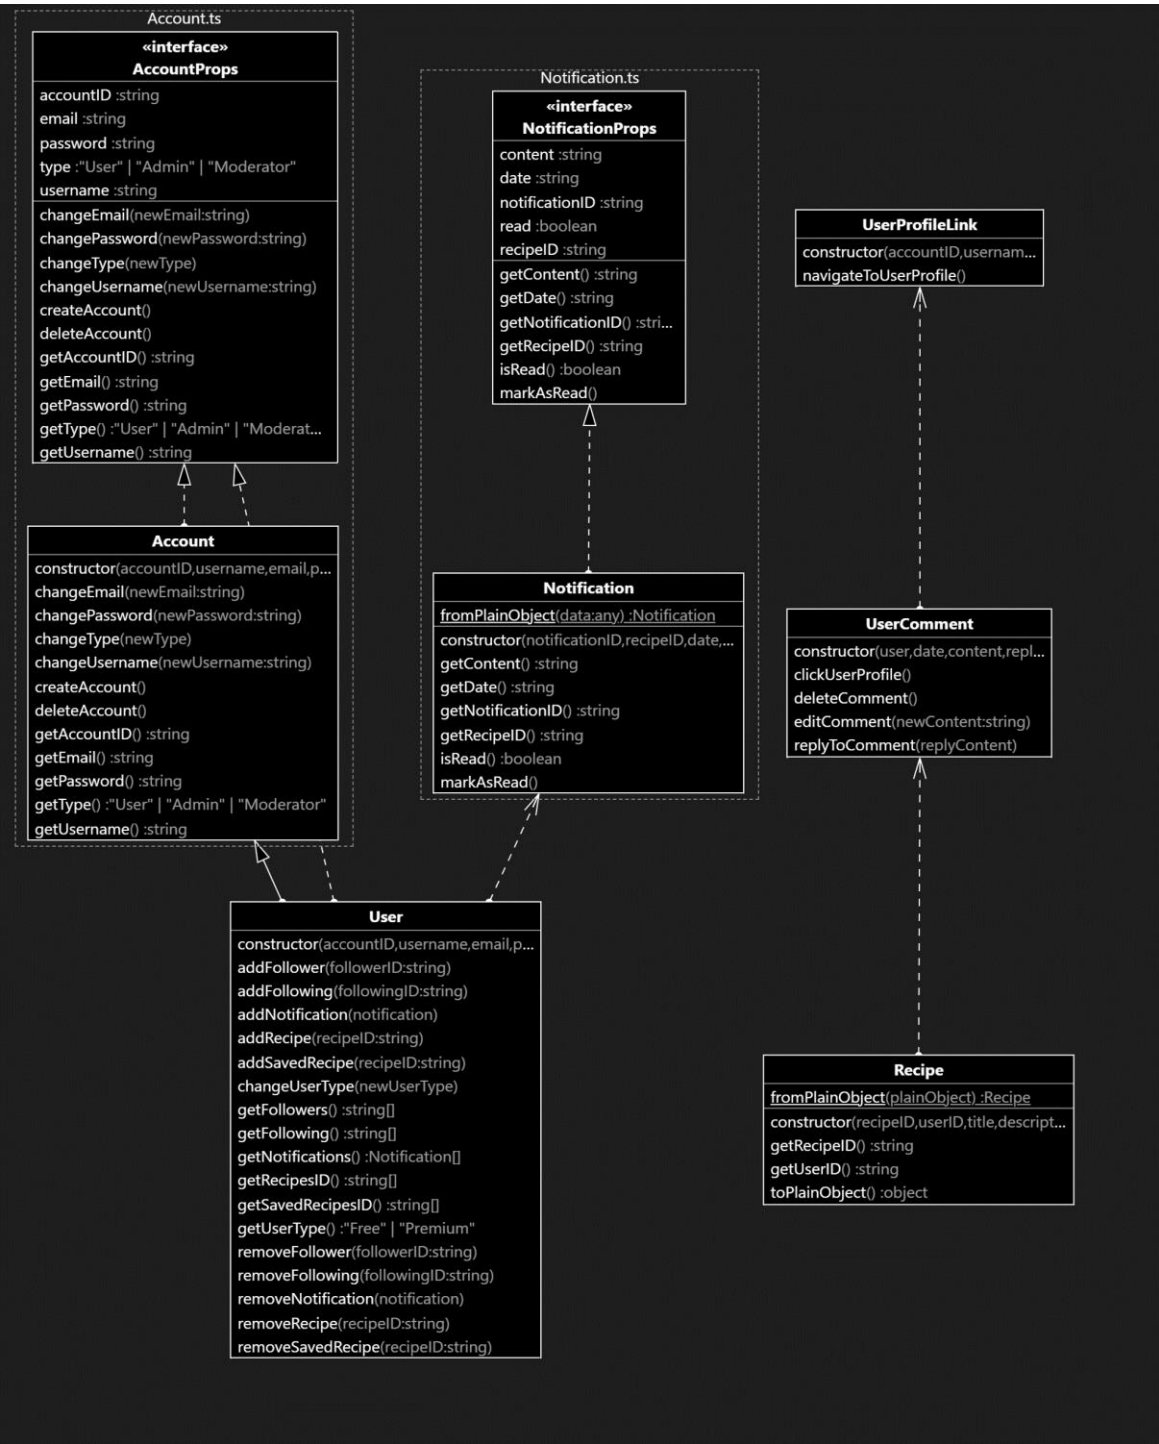 Account.ts
«interface»
AccountProps
accountID :string
email :string
password :string
type :"User" | "Admin" | "Moderator"
username :string
changeEmail(newEmail:string)
changePassword(newPassword:string)
changeType(newType)
changeUsername(newUsername:string)
createAccount()
deleteAccount()
getAccountID() :string
getEmail() :string
getPassword() :string
getType() :"User" | "Admin" | "Moderat...
getUsername() :string
Account
constructor(accountID,username,email,p...
changeEmail(newEmail:string)
changePassword(newPassword:string)
changeType(newType)
changeUsername(newUsername:string)
createAccount()
deleteAccount()
getAccountID() :string
getEmail() :string
getPassword() :string
getType() :"User" | "Admin" | "Moderator"
getUsername() :string
Notification.ts
«interface»
NotificationProps
content :string
date :string
notificationID :string
read :boolean
recipeID :string
getContent() :string
getDate() :string
getNotificationID() :stri...
getRecipeID() :string
isRead() :boolean
markAsRead()
Notification
fromPlainObject(data:any) :Notification
constructor(notificationID,recipeID,date,...
getContent() :string
getDate() :string
getNotificationID() :string
getRecipeID() :string
isRead() :boolean
markAsRead()
User
constructor(accountID,username,email,p...
addFollower(followerID:string)
addFollowing(followingID:string)
addNotification(notification)
addRecipe(recipeID:string)
addSavedRecipe(recipeID:string)
changeUserType(newUserType)
getFollowers() :string[]
getFollowing() :string[]
getNotifications() :Notification[]
getRecipesID() :string[]
getSavedRecipesID() :string[]
getUserType() :"Free" | "Premium"
removeFollower(followerID:string)
removeFollowing(followingID:string)
removeNotification(notification)
removeRecipe(recipeID:string)
removeSavedRecipe(recipeID:string)
UserProfileLink
constructor(accountID,usernam...
navigateToUserProfile()
UserComment
constructor(user,date,content,repl...
clickUserProfile()
deleteComment()
editComment(newContent:string)
replyToComment(replyContent)
Recipe
fromPlainObject(plainObject) :Recipe
constructor(recipeID,userID,title,descript...
getRecipeID() :string
getUserID() :string
toPlainObject() :object